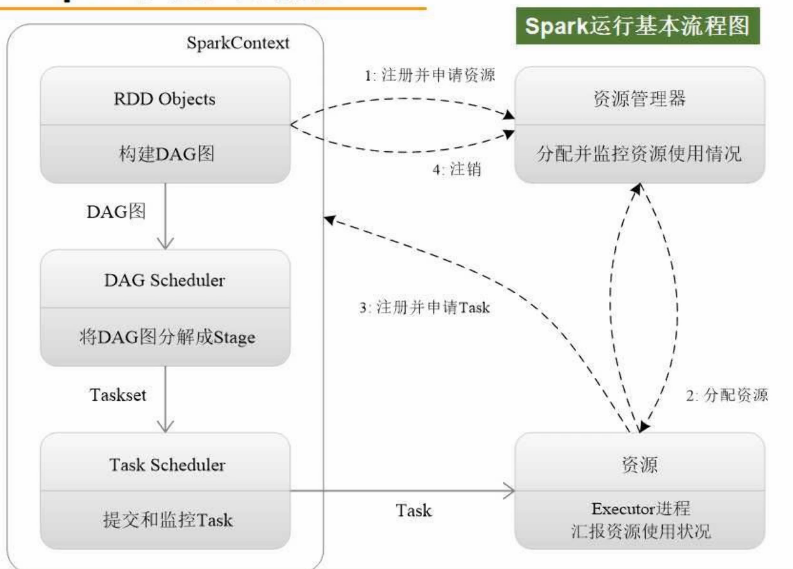 Spark运行基本流程图
SparkContext
1: 注册并申请资源
RDD Objects
构建DAG图
资源管理器
分配并监控资源使用情况
4: 注销
DAG图
DAG Scheduler
将DAG图分解成Stage
3: 注册并申请Task
Taskset
2: 分配资源
Task Scheduler
提交和监控Task
Task
资源
Executor进程
汇报资源使用状况